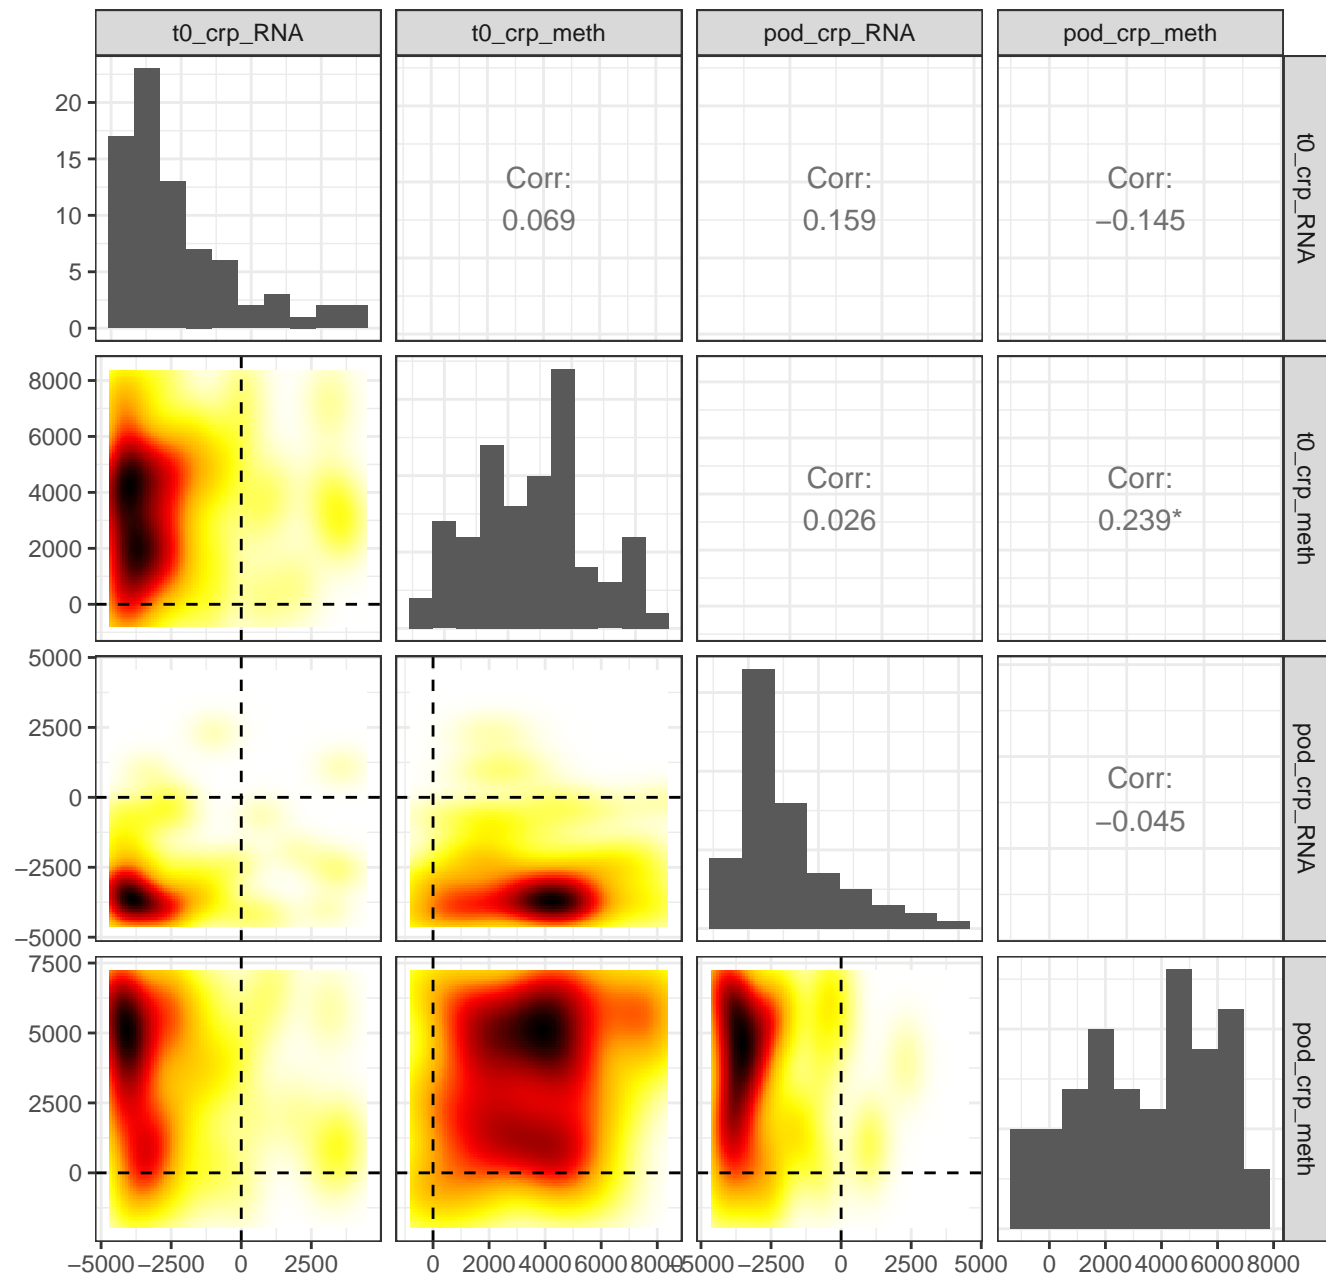 t0_crp_RNA t0_crp_meth pod_crp_RNA pod_crp_meth
20
15
10
5
0
Corr:
0.069
Corr:
0.159
Corr:
−0.145
t0_crp_RNA
8000
6000
4000
2000
0
Corr:
0.026
Corr:
0.239*
t0_crp_meth
5000
2500
0
−2500
−5000
Corr:
−0.045
pod_crp_RNA
7500
5000
2500
0
pod_crp_meth
−5000 −2500 0 2500 0 2000 4000 6000 8000 −5000 −2500 0 2500 5000 0 2000 4000 6000 8000